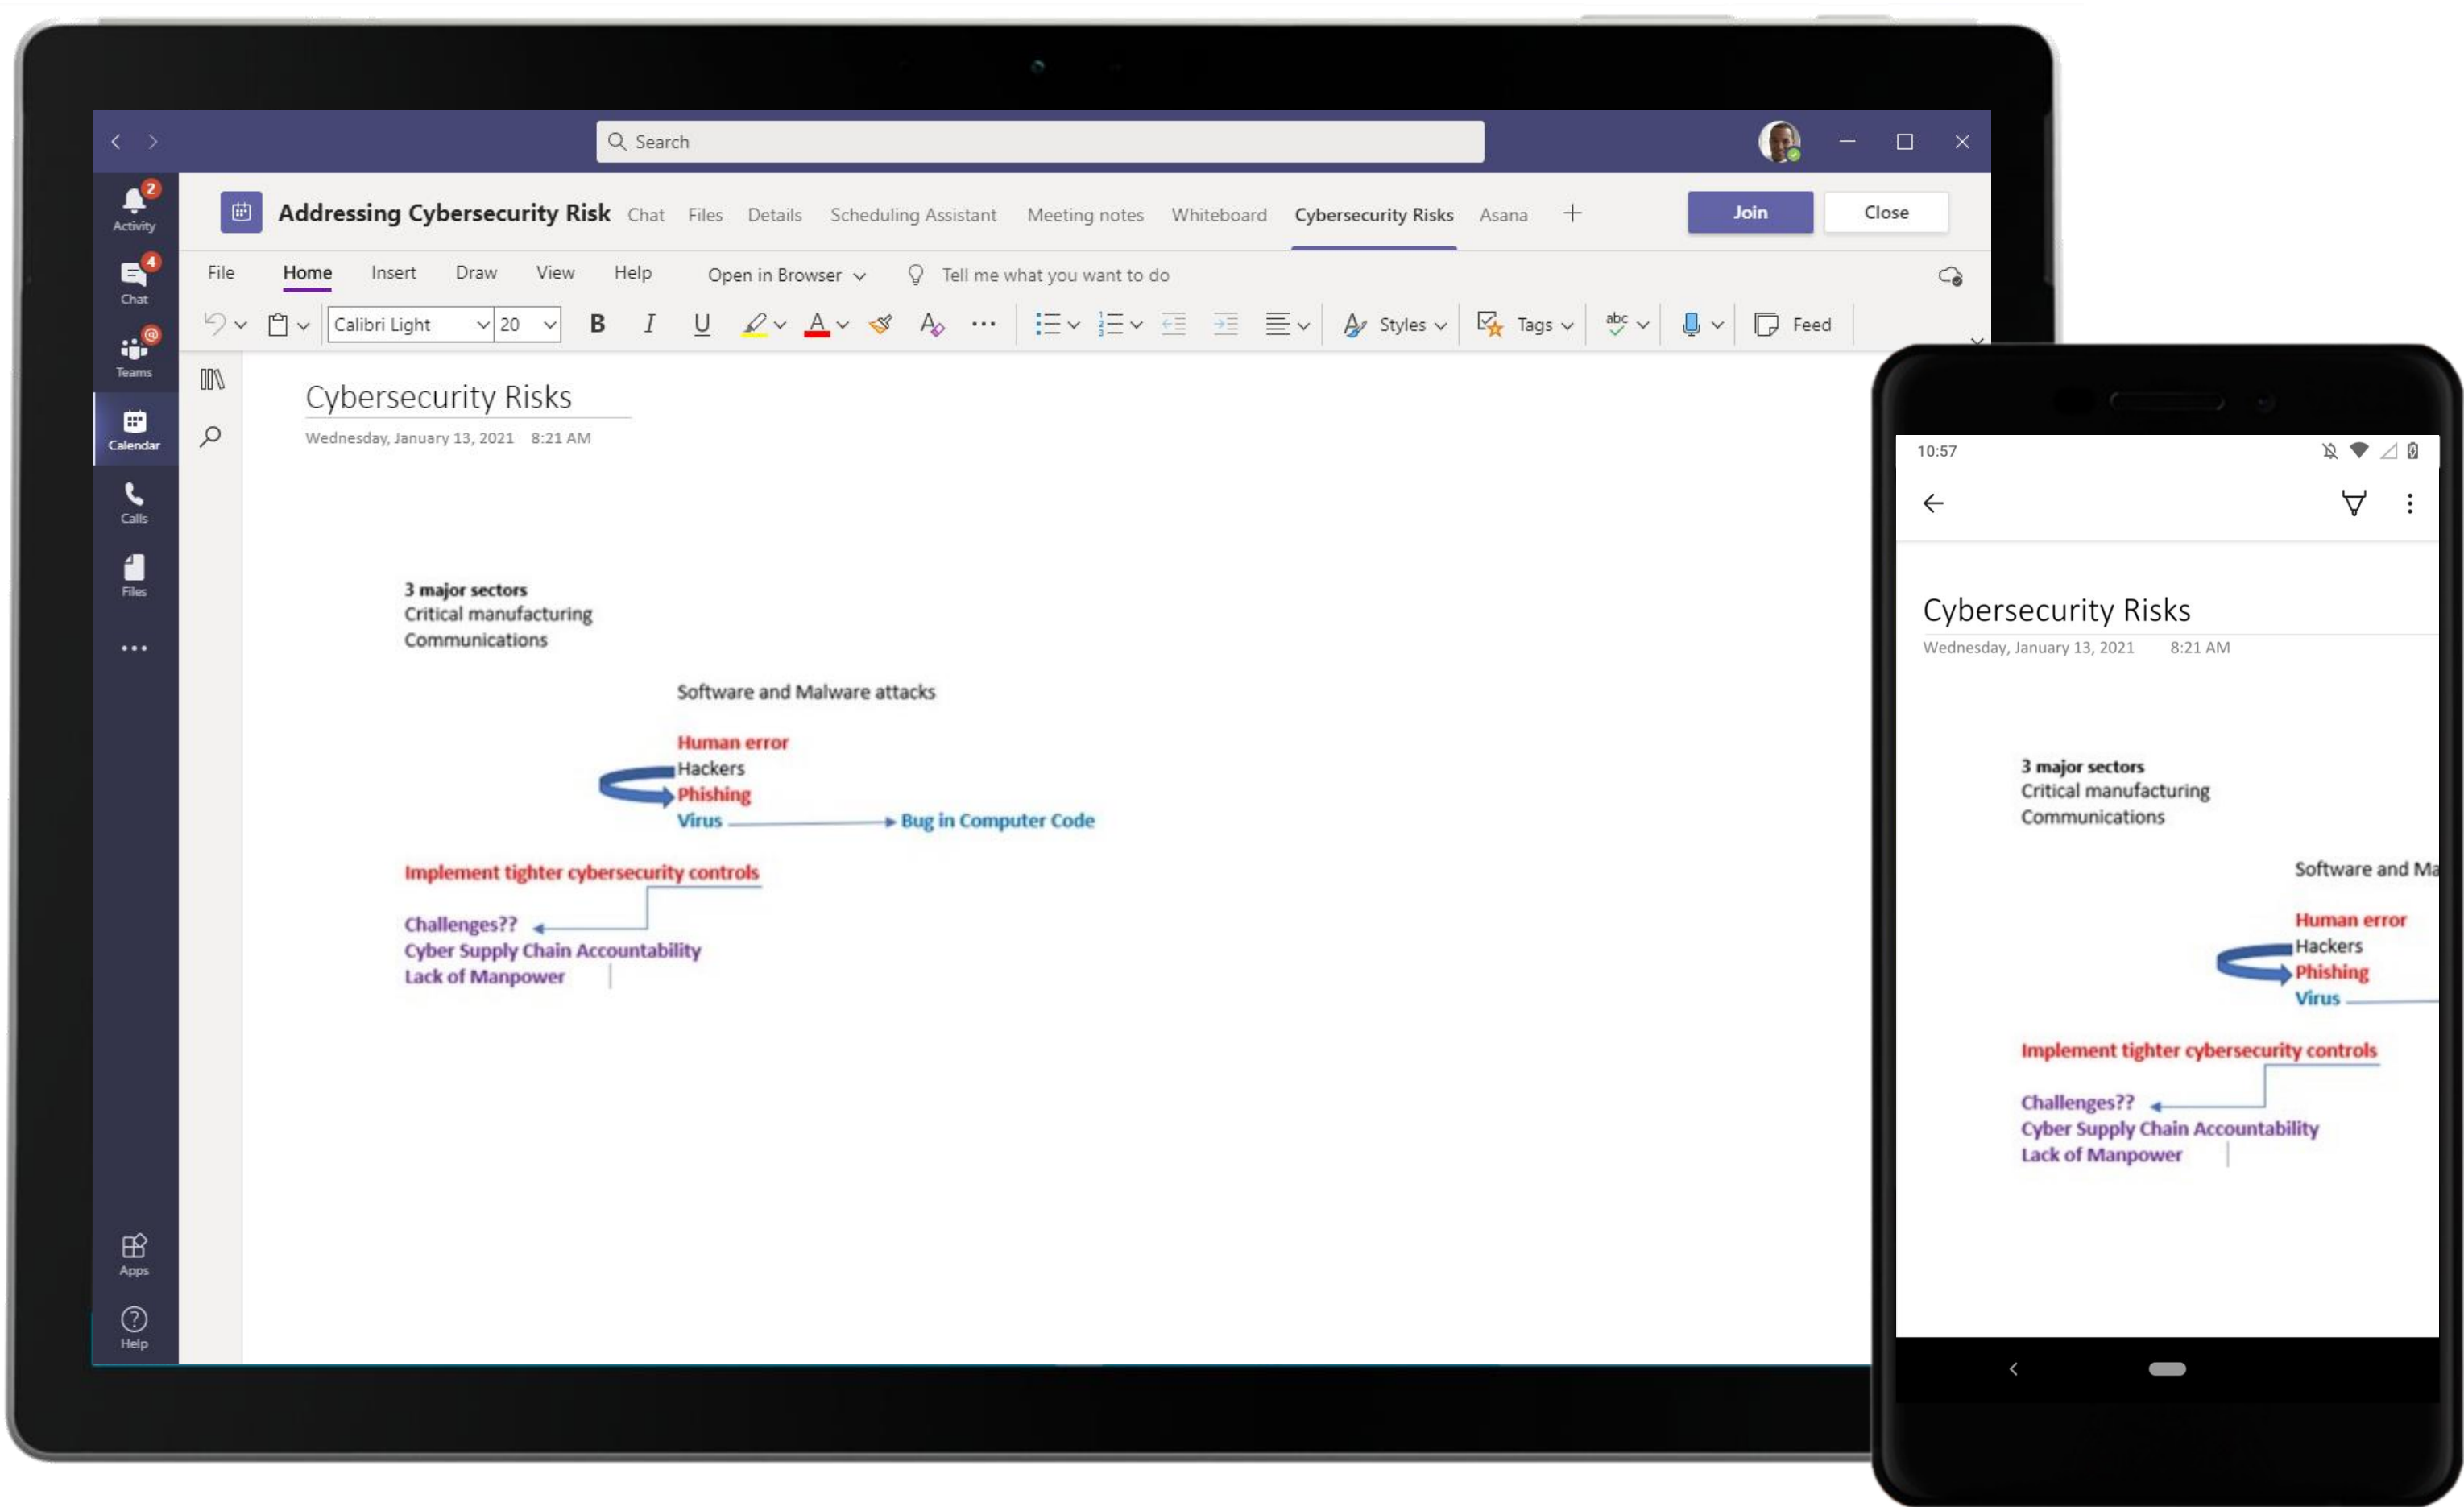 Search
2
Activity
Addressing Cybersecurity Risk Chat Files Details Scheduling Assistant Meeting notes Whiteboard Cybersecurity Risks Asana
Join
Close
4
Chat
File Home Insert Draw View Help Open in Browser Tell me what you want to do
Calibri Light 20 B I U A A Styles Tags abc Feed
@
Teams
Calendar
Calls
Files
Apps
Help
Cybersecurity Risks
Wednesday, January 13, 2021 8:21 AM
3 major sectors
Critical manufacturing
Communications
Software and Malware attacks
Human error
Hackers
Phishing
Virus
Bug in Computer Code
Implement tighter cybersecurity controls
Challenges??
Cyber Supply Chain Accountability
Lack of Manpower
10:57
Cybersecurity Risks
Wednesday, January 13, 2021 8:21 AM
3 major sectors
Critical manufacturing
Communications
Software and Ma
Human error
Hackers
Phishing
Virus
Implement tighter cybersecurity controls
Challenges??
Cyber Supply Chain Accountability
Lack of Manpower